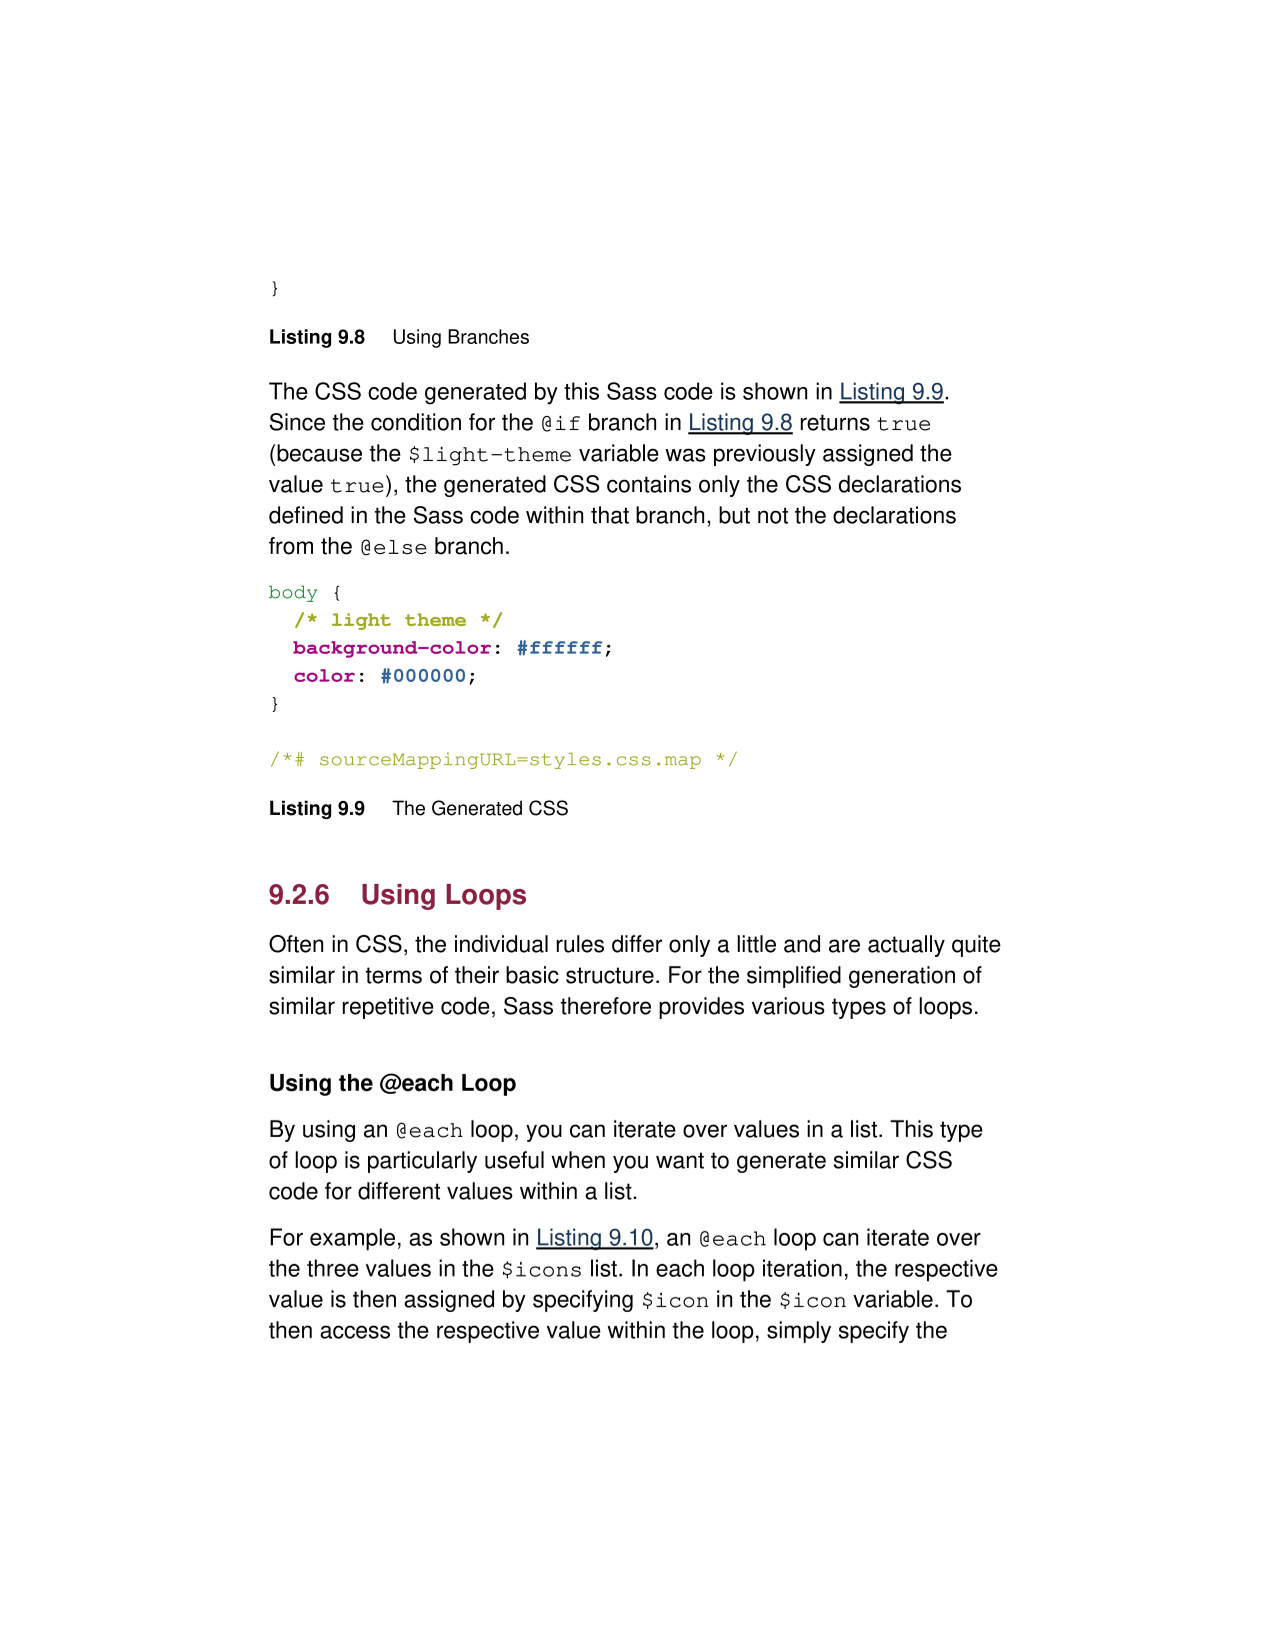 }
Listing 9.8 Using Branches
The CSS code generated by this Sass code is shown in Listing 9.9.
Since the condition for the @if branch in Listing 9.8 returns true
(because the $light-theme variable was previously assigned the
value true), the generated CSS contains only the CSS declarations
defined in the Sass code within that branch, but not the declarations
from the @else branch.
body {
  /* light theme */
  background-color: #ffffff;
  color: #000000;
}
/*# sourceMappingURL=styles.css.map */
Listing 9.9 The Generated CSS
9.2.6 Using Loops
Often in CSS, the individual rules differ only a little and are actually quite
similar in terms of their basic structure. For the simplified generation of
similar repetitive code, Sass therefore provides various types of loops.
Using the @each Loop
By using an @each loop, you can iterate over values in a list. This type
of loop is particularly useful when you want to generate similar CSS
code for different values within a list.
For example, as shown in Listing 9.10, an @each loop can iterate over
the three values in the $icons list. In each loop iteration, the respective
value is then assigned by specifying $icon in the $icon variable. To
then access the respective value within the loop, simply specify the